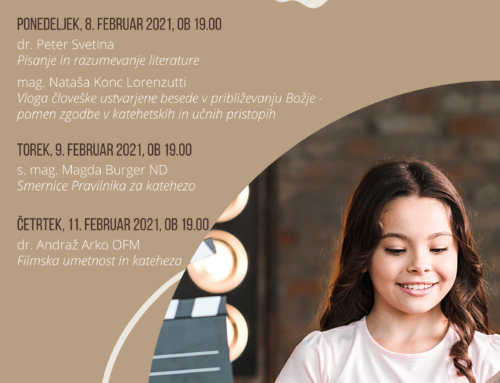 PONEDELJEK, 8. FEBRUAR 2021, OB 19.00
dr. Peter Svetina
Pisanje in razumevanje literature
mag. Nataša Konc Lorenzutti
Vloga človeške ustvarjene besede v približevanju Božje -
pomen zgodbe v katehetskih in učnih pristopih
TOREK, 9. FEBRUAR 2021, OB 19.00
s. mag. Magda Burger ND
Smernice Pravilnika za katehezo
ČETRTEK, 11. FEBRUAR 2021, OB 19.00
dr. Andraž Arko OFM
Filmska umetnost in kateheza